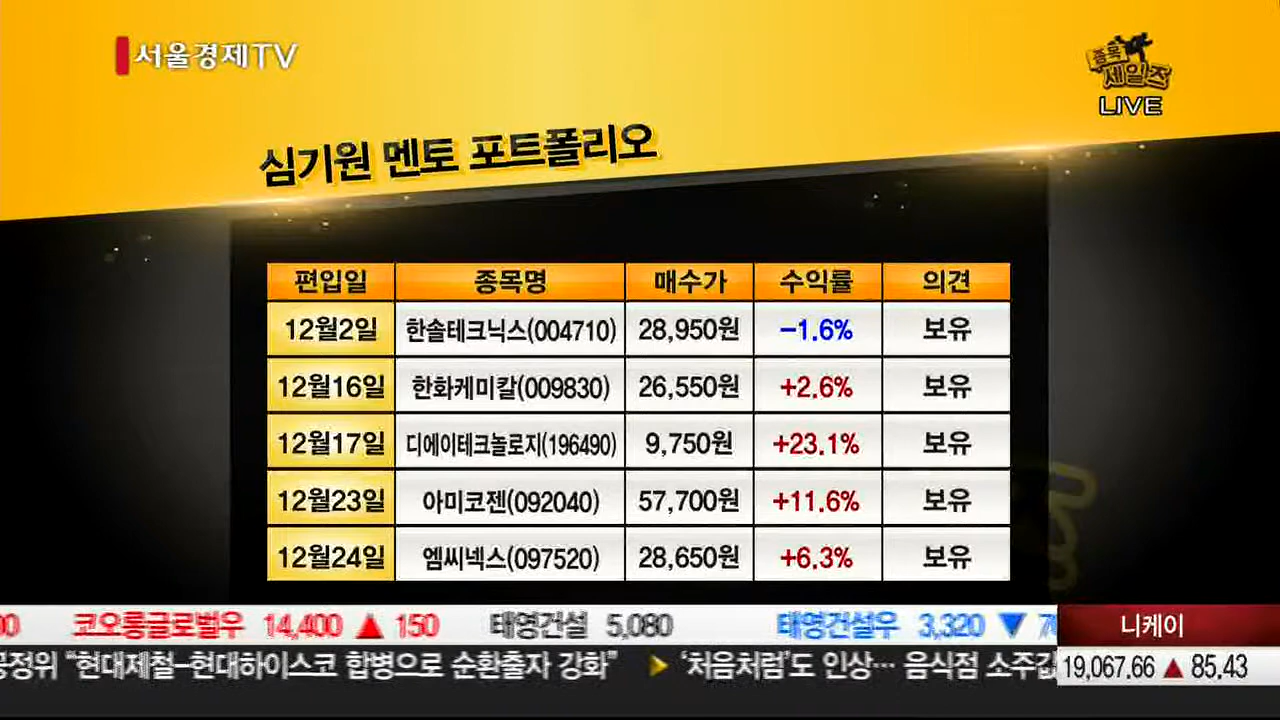 서울경제TV
종목
세일즈
LIVE
심기원 멘토 포트폴리오
편입일 종목명 매수가 수익률 의견
12월2일 한솔테크닉스(004710) 28,950원 -1.6% 보유
12월16일 한화케미칼(009830) 26,550원 +2.6% 보유
12월17일 디에이테크놀로지(196490) 9,750원 +23.1% 보유
12월23일 아미코젠(092040) 57,700원 +11.6% 보유
12월24일 엠씨넥스(097520) 28,650원 +6.3% 보유
코오롱글로벌우 14,400 ▲ 150 태영건설 5,080 태영건설우 3,320 ▼
니케이
공정위 “현대제철-현대하이스코 합병으로 순환출자 강화” ▶ ‘처음처럼’도 인상… 음식점 소주값
19,067.66 ▲ 85.43